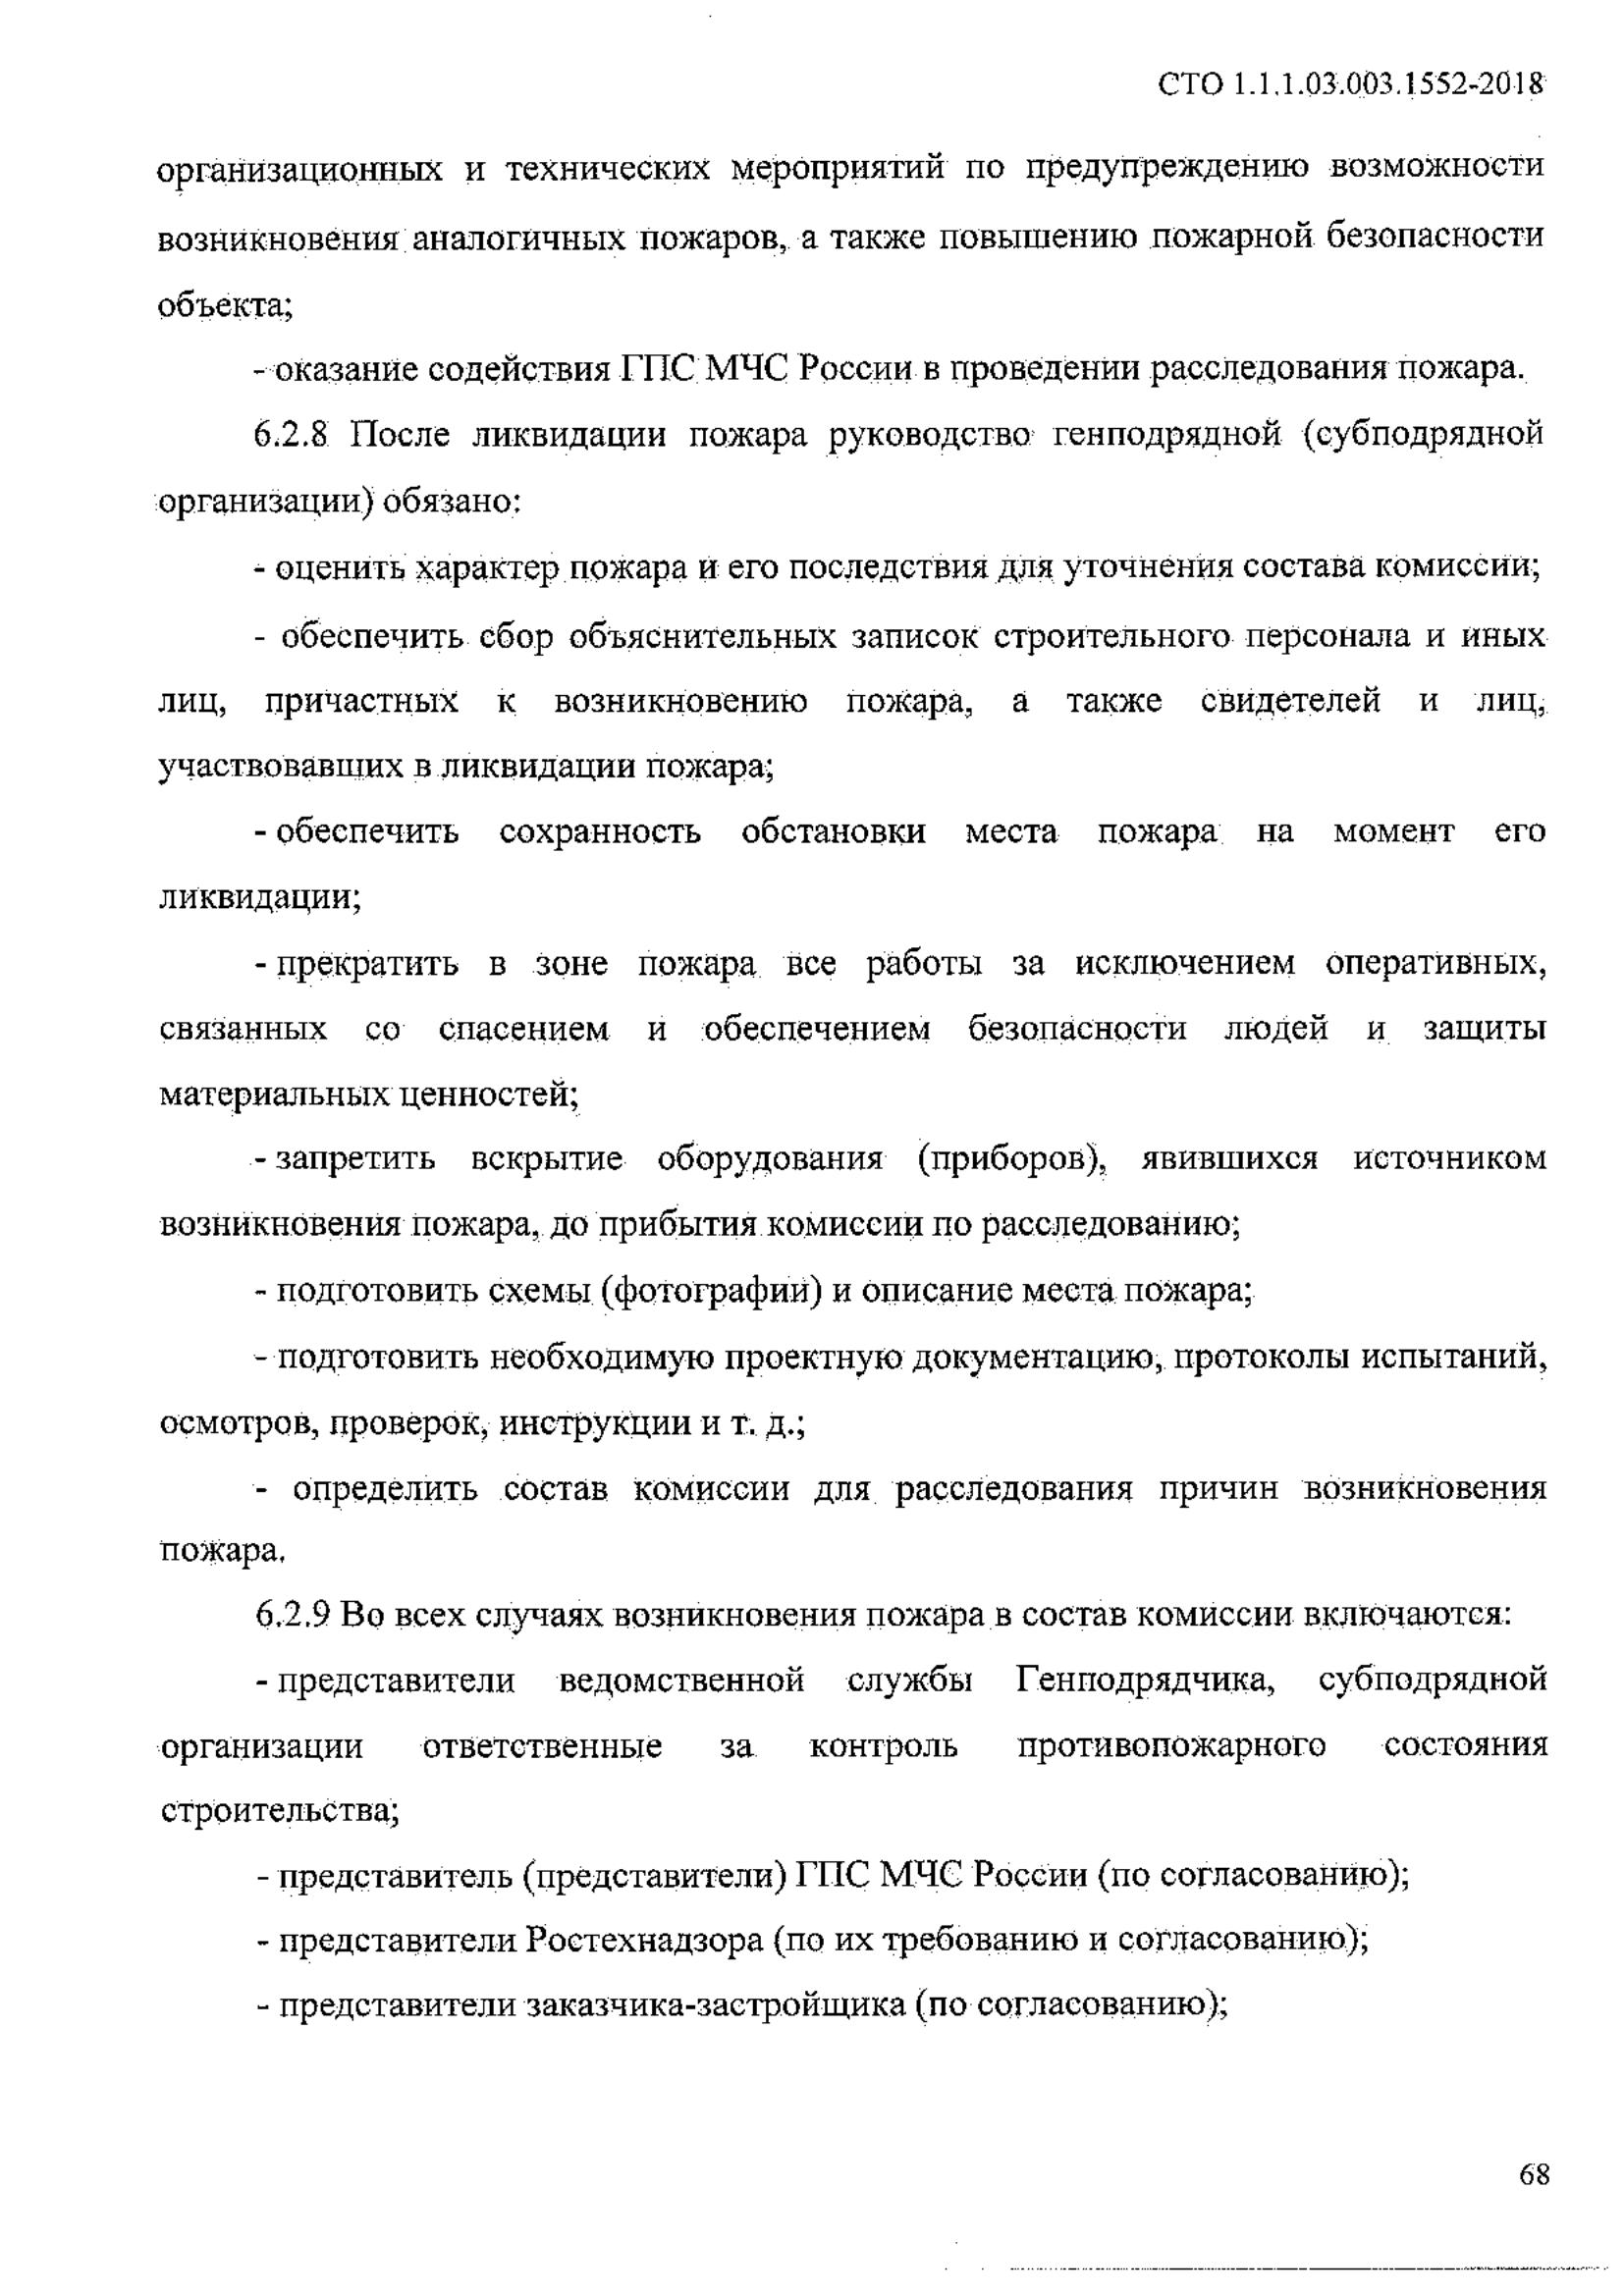 СТО 1.1.1.03.003.1552-2018
организационных и технических мероприятий по предупреждению возможности
возникновения аналогичных пожаров, а также повышению пожарной безопасности
объекта;
- оказание содействия ГПС МЧС России в проведении расследования пожара.
6.2.8 После ликвидации пожара руководство генподрядной (субподрядной
организации) обязано:
- оценить характер пожара и его последствия для уточнения состава комиссии;
- обеспечить сбор объяснительных записок строительного персонала и иных
лиц, причастных к возникновению пожара, а также свидетелей и лиц,
участвовавших в ликвидации пожара;
- обеспечить сохранность обстановки места пожара на момент его
ликвидации;
- прекратить в зоне пожара все работы за исключением оперативных,
связанных со спасением и обеспечением безопасности людей и защиты
материальных ценностей;
- запретить вскрытие оборудования (приборов), явившихся источником
возникновения пожара, до прибытия комиссии по расследованию;
- подготовить схемы (фотографии) и описание места пожара;
- подготовить необходимую проектную документацию, протоколы испытаний,
осмотров, проверок, инструкции и т. д.;
- определить состав комиссии для расследования причин возникновения
пожара.
6.2.9 Во всех случаях возникновения пожара в состав комиссии включаются:
- представители ведомственной службы Генподрядчика, субподрядной
организации ответственные за контроль противопожарного состояния
строительства;
- представитель (представители) ГПС МЧС России (по согласованию);
- представители Ростехнадзора (по их требованию и согласованию);
- представители заказчика-застройщика (по согласованию);
68